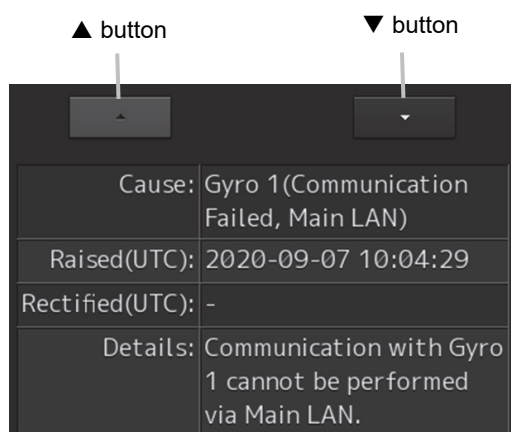 ▲ button
▼ button
Cause: Gyro 1(Communication
Failed, Main LAN)
Raised(UTC): 2020-09-07 10:04:29
Rectified(UTC): -
Details: Communication with Gyro
1 cannot be performed
via Main LAN.